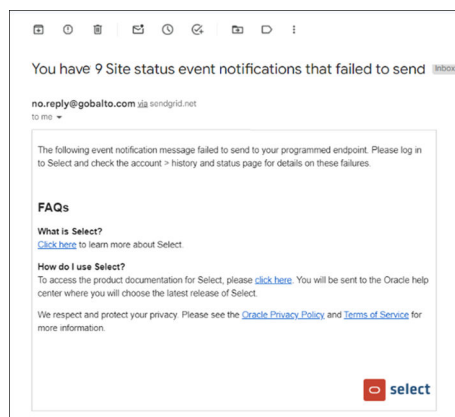 You have 9 Site status event notifications that failed to send Inbox
no.reply@gobalto.com via sendgrid.net
to me
The following event notification message failed to send to your programmed endpoint. Please log in
to Select and check the account > history and status page for details on these failures.
FAQs
What is Select?
Click here to learn more about Select.
How do I use Select?
To access the product documentation for Select, please click here. You will be sent to the Oracle help
center where you will choose the latest release of Select.
We respect and protect your privacy. Please see the Oracle Privacy Policy and Terms of Service for
more information.
select